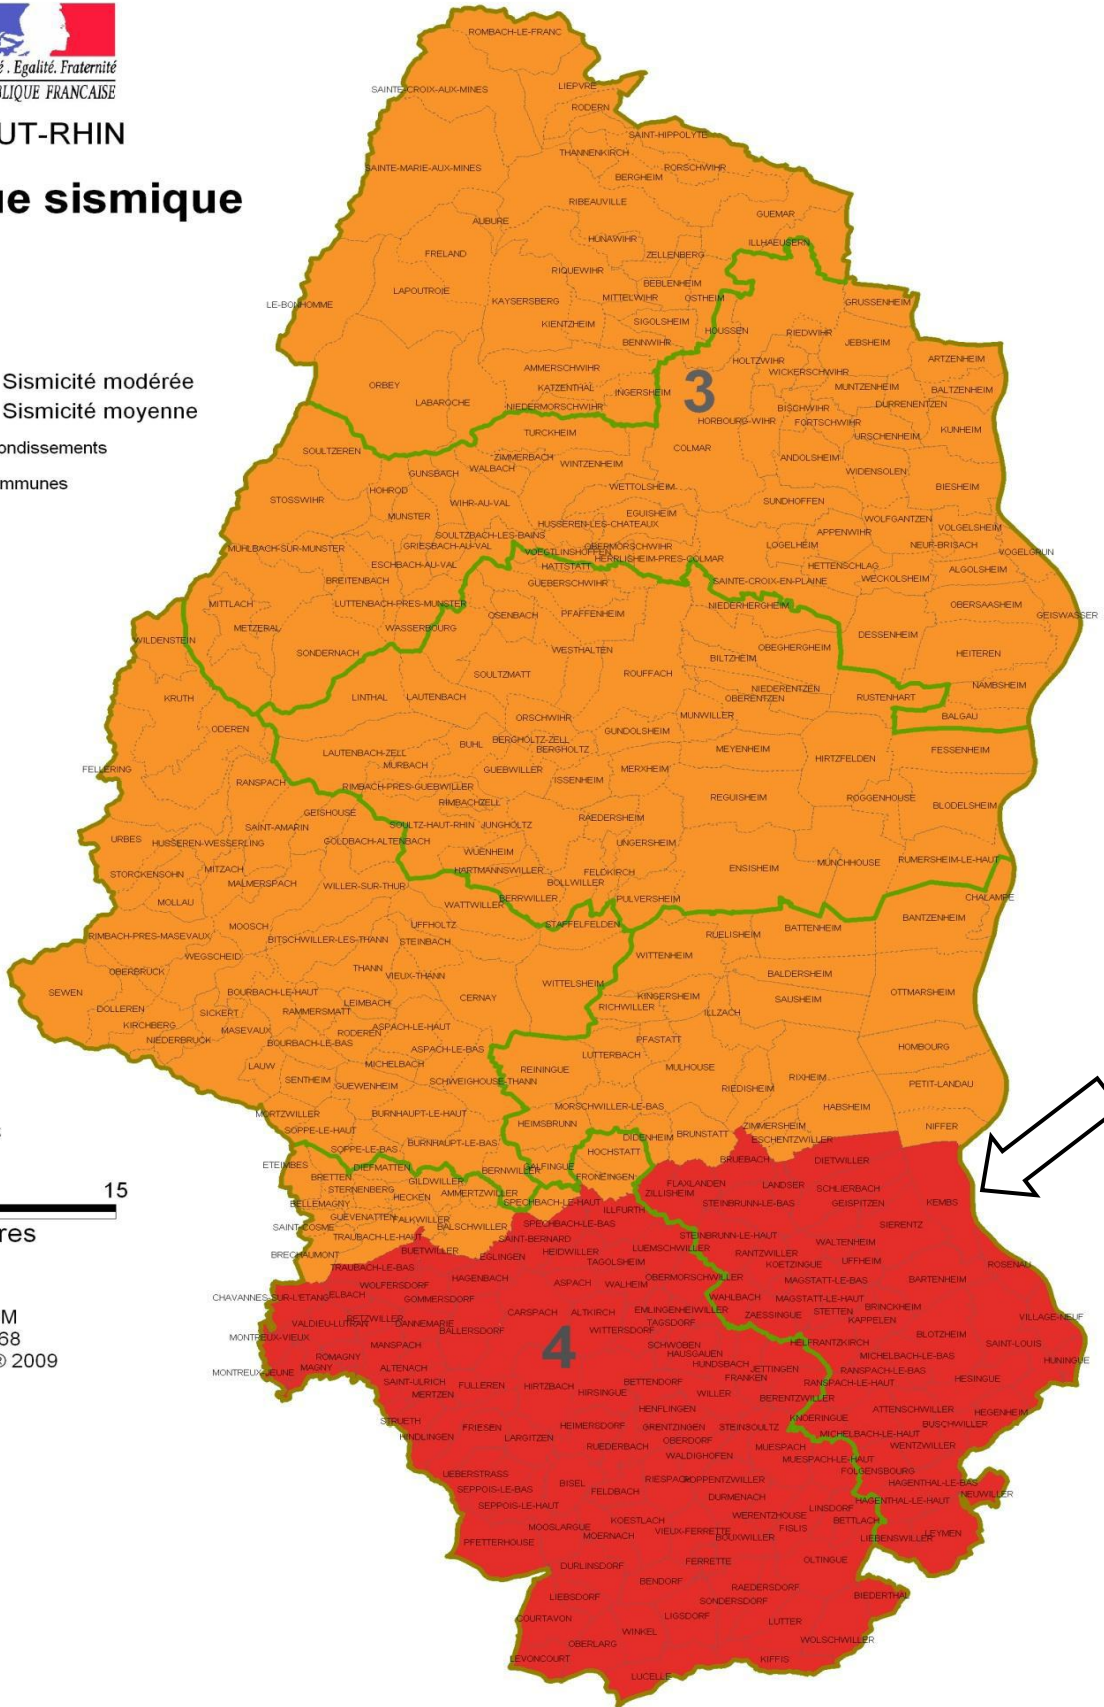 é . Egalité. Fraternité
BLIQUE FRANCAISE
UT-RHIN
ue sismique
Sismicité modérée
Sismicité moyenne
ondissements
mmunes
15
res
M
68
© 2009
3
4
ROMBACH-LE-FRANC
SAINTE-CROIX-AUX-MINES
LIEPVRE
RODERN
SAINT-HIPPOLYTE
THANNENKIRCH
RORSCHWIHR
SAINTE-MARIE-AUX-MINES
BERGHEIM
RIBEAUVILLE
GUEMAR
AUBURE
HUNAWIHR
ILLHAEUSERN
FRELAND
ZELLENBERG
RIQUEWIHR
BEBLENHEIM
LAPOUTROIE
MITTELWIHR
OSTHEIM
LE-BONHOMME
KAYSERSBERG
GRUSSENHEIM
KIENTZHEIM
SIGOLSHEIM
HOUSSEN
RIEDWIHR
BENNWIHR
JEBSHEIM
HOLTZWIHR
ARTZENHEIM
AMMERSCHWIHR
WICKERSCHWIHR
ORBEY
KATZENTHAL
INGERSHEIM
MUNTZENHEIM
BALTZENHEIM
LABAROCHE
NIEDERMORSCHWIHR
BISCHWIHR
DURRENENTZEN
HORBOURG-WIHR
FORTSCHWIHR
TURCKHEIM
KUNHEIM
URSCHENHEIM
SOULTZEREN
COLMAR
ZIMMERBACH
ANDOLSHEIM
GUNSBACH
WALBACH
WINTZENHEIM
WIDENSOLEN
HOHROD
WETTOLSHEIM
BIESHEIM
STOSSWIHR
WIHR-AU-VAL
SUNDHOFFEN
MUNSTER
EGUISHEIM
WOLFGANTZEN
HUSSEREN-LES-CHATEAUX
VOLGELSHEIM
SOULTZBACH-LES-BAINS
APPENWIHR
MUHLBACH-SUR-MUNSTER
GRIESBACH-AU-VAL
OBERMORSCHWIHR
LOGELHEIM
NEUF-BRISACH
VOEGTLINSHOFFEN
HERRLISHEIM-PRES-COLMAR
VOGELGRUN
ESCHBACH-AU-VAL
HATTSTATT
HETTENSCHLAG
ALGOLSHEIM
BREITENBACH
GUEBERSCHWIHR
SAINTE-CROIX-EN-PLAINE
WECKOLSHEIM
MITTLACH
LUTTENBACH-PRES-MUNSTER
NIEDERHERGHEIM
OBERSAASHEIM
OSENBACH
PFAFFENHEIM
GEISWASSER
METZERAL
WASSERBOURG
DESSENHEIM
WILDENSTEIN
OBEGHERGHEIM
SONDERNACH
WESTHALTEN
BILTZHEIM
HEITEREN
SOULTZMATT
ROUFFACH
NAMBSHEIM
NIEDERENTZEN
KRUTH
LINTHAL
LAUTENBACH
OBERENTZEN
RUSTENHART
ORSCHWIHR
MUNWILLER
BALGAU
ODEREN
GUNDOLSHEIM
BERGHOLTZ-ZELL
BUHL
BERGHOLTZ
MEYENHEIM
FESSENHEIM
LAUTENBACH-ZELL
HIRTZFELDEN
MURBACH
FELLERING
GUEBWILLER
MERXHEIM
ISSENHEIM
RANSPACH
RIMBACH-PRES-GUEBWILLER
REGUISHEIM
ROGGENHOUSE
RIMBACHZELL
BLODELSHEIM
GEISHOUSE
RAEDERSHEIM
SAINT-AMARIN
SOULTZ-HAUT-RHIN
JUNGHOLTZ
URBES
HUSSEREN-WESSERLING
GOLDBACH-ALTENBACH
UNGERSHEIM
WUENHEIM
MUNCHHOUSE
RUMERSHEIM-LE-HAUT
STORCKENSOHN
MITZACH
HARTMANNSWILLER
FELDKIRCH
ENSISHEIM
MALMERSPACH
WILLER-SUR-THUR
BOLLWILLER
MOLLAU
BERRWILLER
PULVERSHEIM
CHALAMPE
WATTWILLER
BANTZENHEIM
MOOSCH
UFFHOLTZ
STAFFELFELDEN
BATTENHEIM
RIMBACH-PRES-MASEVAUX
BITSCHWILLER-LES-THANN
STEINBACH
RUELISHEIM
WEGSCHEID
WITTENHEIM
OBERBRUCK
THANN
BALDERSHEIM
VIEUX-THANN
WITTELSHEIM
SEWEN
BOURBACH-LE-HAUT
OTTMARSHEIM
LEIMBACH
CERNAY
KINGERSHEIM
SAUSHEIM
DOLLEREN
SICKERT
RAMMERSMATT
RICHWILLER
ILLZACH
KIRCHBERG
MASEVAUX
RODEREN
ASPACH-LE-HAUT
NIEDERBRUCK
BOURBACH-LE-BAS
PFASTATT
HOMBOURG
ASPACH-LE-BAS
LUTTERBACH
LAUW
MICHELBACH
REININGUE
MULHOUSE
SENTHEIM
GUEWENHEIM
SCHWEIGHOUSE-THANN
RIXHEIM
PETIT-LANDAU
RIEDISHEIM
MORTZWILLER
BURNHAUPT-LE-HAUT
MORSCHWILLER-LE-BAS
HABSHEIM
SOPPE-LE-HAUT
HEIMSBRUNN
ZIMMERSHEIM
NIFFER
DIDENHEIM
BRUNSTATT
ESCHENTZWILLER
SOPPE-LE-BAS
BURNHAUPT-LE-BAS
HOCHSTATT
ETEIMBES
DIEFMATTEN
BERNWILLER
GALFINGUE
BRUEBACH
DIETWILLER
BRETTEN
GILDWILLER
FRONEINGEN
STERNENBERG
HECKEN
AMMERTZWILLER
FLAXLANDEN
LANDSER
SCHLIERBACH
BELLEMAGNY
SPECHBACH-LE-HAUT
ZILLISHEIM
STEINBRUNN-LE-BAS
GEISPITZEN
KEMBS
GUEVENATTEN
FALKWILLER
ILLFURTH
SAINT-COSME
BALSCHWILLER
SPECHBACH-LE-BAS
SIERENTZ
TRAUBACH-LE-HAUT
SAINT-BERNARD
STEINBRUNN-LE-HAUT
WALTENHEIM
BRECHAUMONT
BUETWILLER
EGLINGEN
HEIDWILLER
LUEMSCHWILLER
RANTZWILLER
TRAUBACH-LE-BAS
TAGOLSHEIM
KOETZINGUE
UFFHEIM
ROSENAU
WOLFERSDORF
HAGENBACH
ASPACH
WALHEIM
OBERMORSCHWILLER
MAGSTATT-LE-BAS
BARTENHEIM
CHAVANNES-SUR-L'ETANG
ELBACH
GOMMERSDORF
WAHLBACH
MAGSTATT-LE-HAUT
CARSPACH
ALTKIRCH
EMLINGENHEIWILLER
STETTEN
BRINCKHEIM
VALDIEU-LUTRAN
RETZWILLER
DANNEMARIE
TAGSDORF
ZAESSINGUE
KAPPELEN
VILLAGE-NEUF
BALLERSDORF
WITTERSDORF
MONTREUX-VIEUX
MANSPACH
SCHWOBEN
HELFRANTZKIRCH
BLOTZHEIM
SAINT-LOUIS
ROMAGNY
HAUSGAUEN
MICHELBACH-LE-BAS
HUNINGUE
MONTREUX-JEUNE
MAGNY
ALTENACH
HUNDSBACH
JETTINGEN
RANSPACH-LE-BAS
SAINT-ULRICH
FULLEREN
HIRTZBACH
BETTENDORF
FRANKEN
RANSPACH-LE-HAUT
HESINGUE
MERTZEN
HIRSINGUE
WILLER
BERENTZWILLER
HENFLINGEN
ATTENSCHWILLER
HEGENHEIM
STRUETH
FRIESEN
HEIMERSDORF
GRENTZINGEN
STEINSOULTZ
KNOERINGUE
BUSCHWILLER
HINDLINGEN
LARGITZEN
OBERDORF
MICHELBACH-LE-HAUT
RUEDERBACH
WALDIGHOFEN
MUESPACH
WENTZWILLER
MUESPACH-LE-HAUT
UEBERSTRASS
RIESPACH
ROPPENTZWILLER
FOLGENSBOURG
SEPPOIS-LE-BAS
BISEL
FELDBACH
HAGENTHAL-LE-BAS
DURMENACH
NEUWILLER
SEPPOIS-LE-HAUT
HAGENTHAL-LE-HAUT
LINSDORF
KOESTLACH
WERENTZHOUSE
BETTLACH
MOOSLARGUE
VIEUX-FERRETTE
FISLIS
LEYMEN
MOERNACH
BOUXWILLER
LIEBENSWILLER
PFETTERHOUSE
DURLINSDORF
FERRETTE
OLTINGUE
BENDORF
RAEDERSDORF
LIEBSDORF
SONDERSDORF
BIEDERTHAL
COURTAVON
LIGSDORF
LUTTER
WINKEL
OBERLARG
WOLSCHWILLER
LEVONCOURT
KIFFIS
LUCELLE